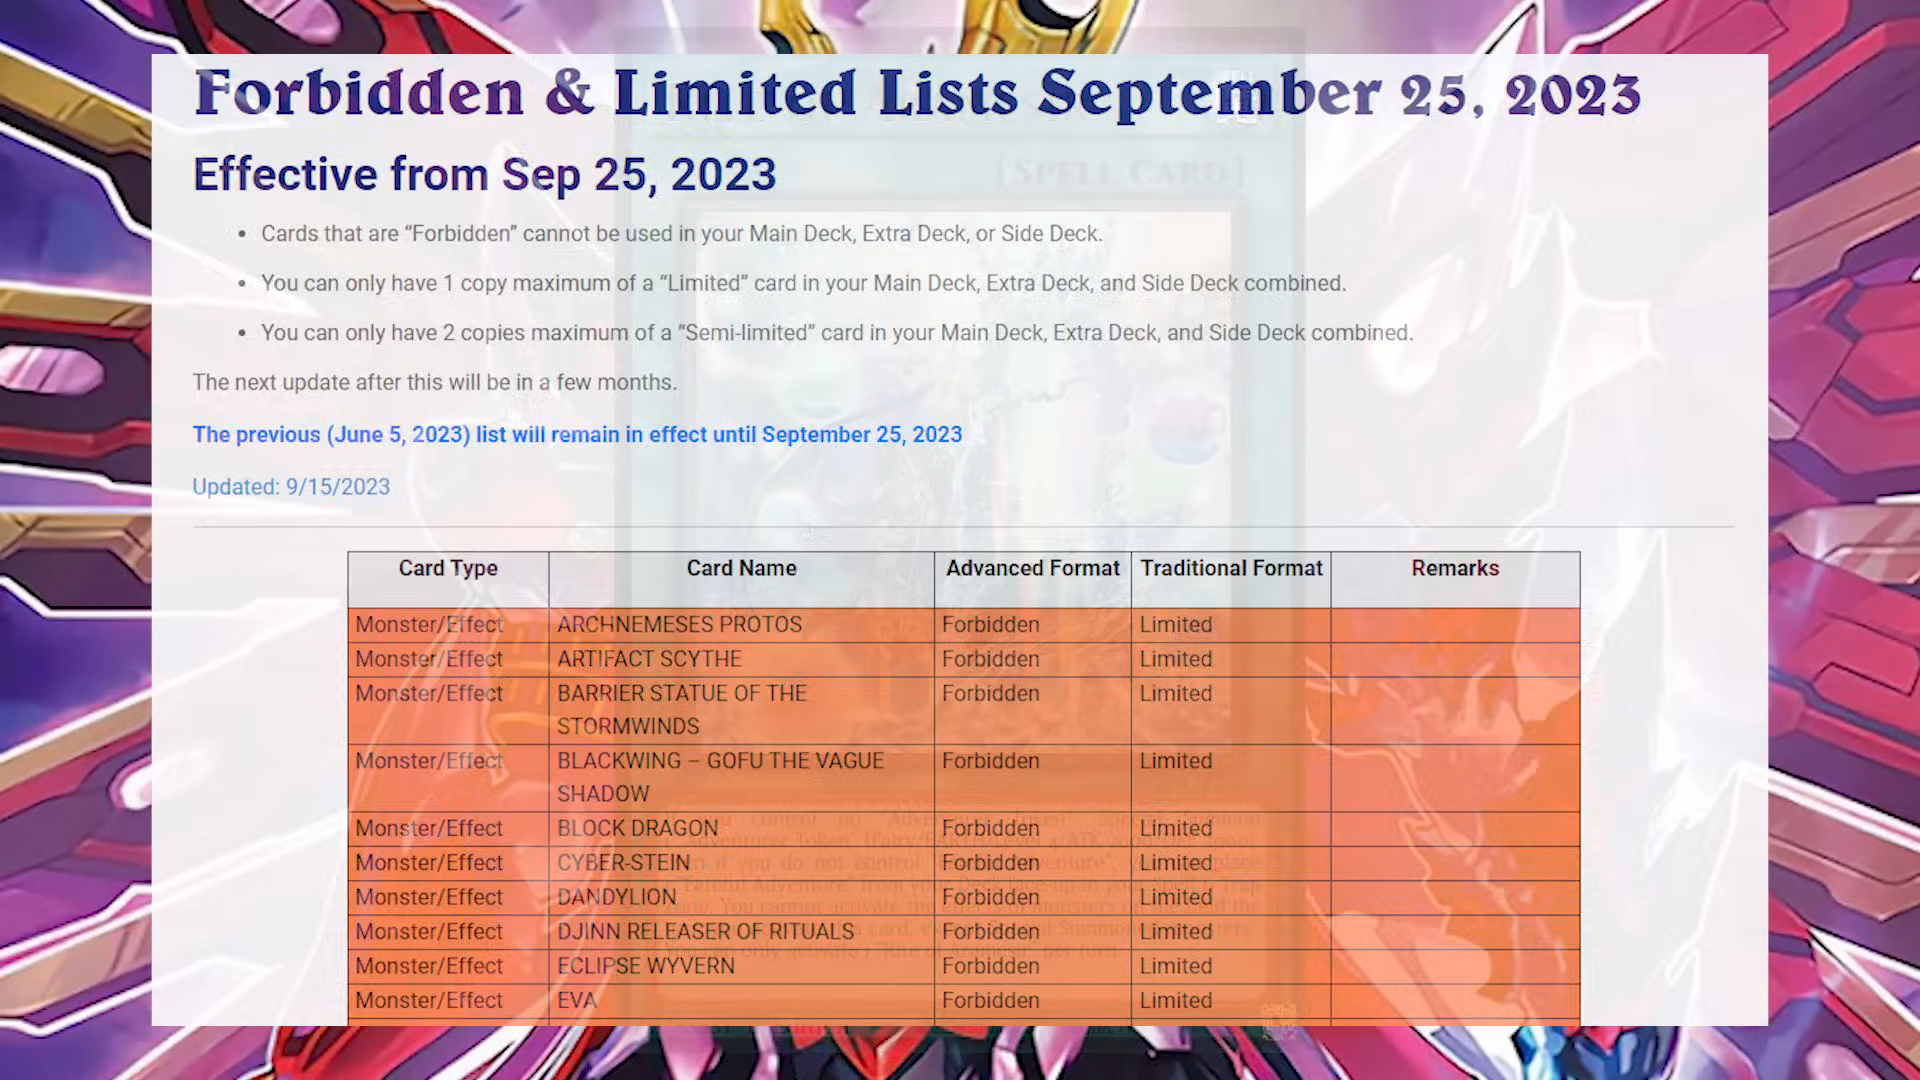 Forbidden & Limited Lists September 25, 2023
Effective from Sep 25, 2023
• Cards that are “Forbidden” cannot be used in your Main Deck, Extra Deck, or Side Deck.
• You can only have 1 copy maximum of a “Limited” card in your Main Deck, Extra Deck, and Side Deck combined.
• You can only have 2 copies maximum of a “Semi-limited” card in your Main Deck, Extra Deck, and Side Deck combined.
The next update after this will be in a few months.
The previous (June 5, 2023) list will remain in effect until September 25, 2023
Updated: 9/15/2023
[SPELL CARD]
Card Type Card Name Advanced Format Traditional Format Remarks
Monster/Effect ARCHNEMESES PROTOS Forbidden Limited
Monster/Effect ARTIFACT SCYTHE Forbidden Limited
Monster/Effect BARRIER STATUE OF THE Forbidden Limited
STORMWINDS
Monster/Effect BLACKWING – GOFU THE VAGUE Forbidden Limited
SHADOW
Monster/Effect BLOCK DRAGON Forbidden Limited
Monster/Effect CYBER-STEIN Forbidden Limited
Monster/Effect DANDYLION Forbidden Limited
Monster/Effect DJINN RELEASER OF RITUALS Forbidden Limited
Monster/Effect ECLIPSE WYVERN Forbidden Limited
Monster/Effect EVA Forbidden Limited